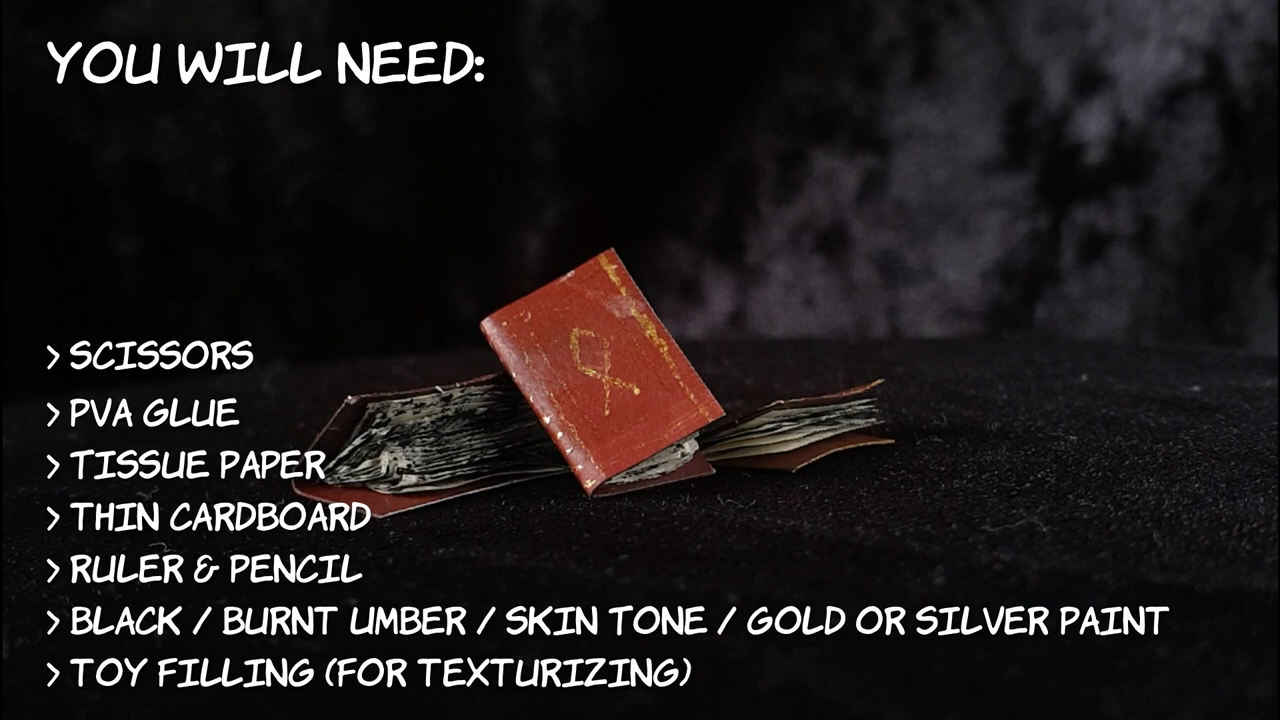 YOU WILL NEED:
> SCISSORS
> PVA GLUE
> TISSUE PAPER
> THIN CARDBOARD
> RULER & PENCIL
> BLACK / BURNT UMBER / SKIN TONE / GOLD OR SILVER PAINT
> TOY FILLING (FOR TEXTURIZING)